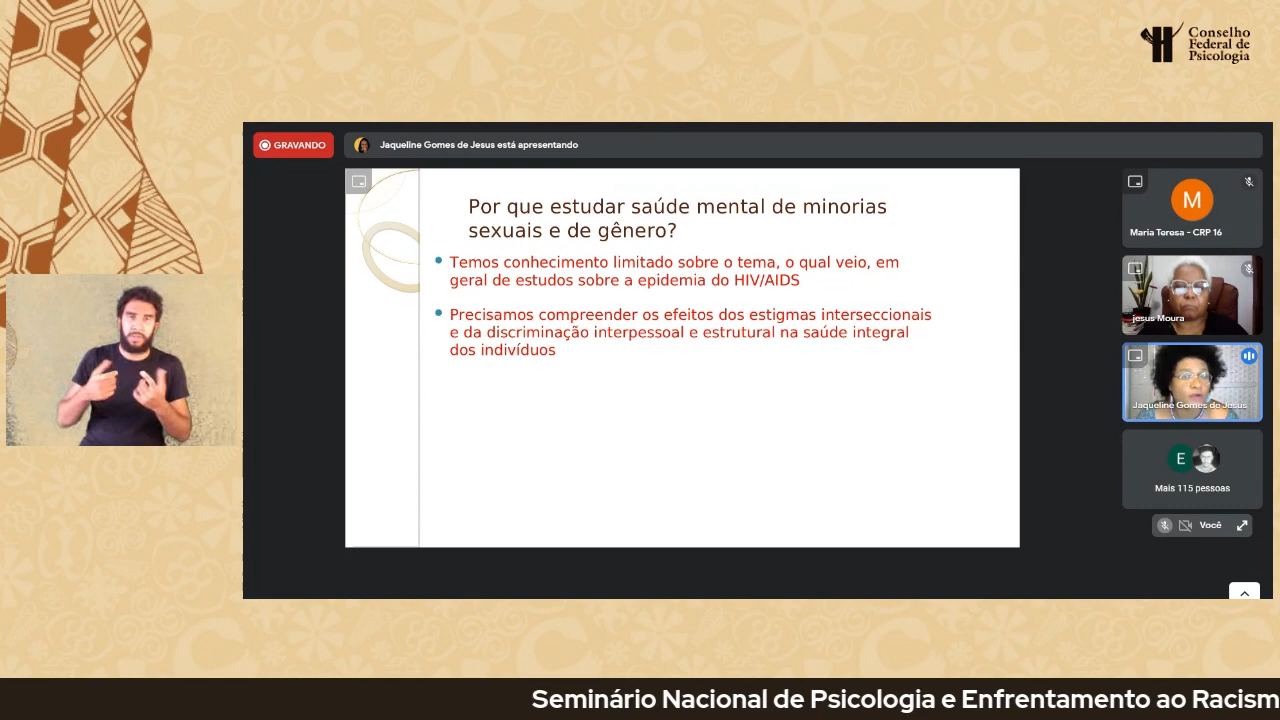 Conselho
Federal de
Psicologia
GRAVANDO
Jaqueline Gomes de Jesus está apresentando
Por que estudar saúde mental de minorias
sexuais e de gênero?
Temos conhecimento limitado sobre o tema, o qual veio, em
geral de estudos sobre a epidemia do HIV/AIDS
Precisamos compreender os efeitos dos estigmas interseccionais
e da discriminação interpessoal e estrutural na saúde integral
dos indivíduos
M
Maria Teresa - CRP 16
jesus Moura
Jaqueline Gomes de Jesus
E
Mais 115 pessoas
Você
Seminário Nacional de Psicologia e Enfrentamento ao Racism